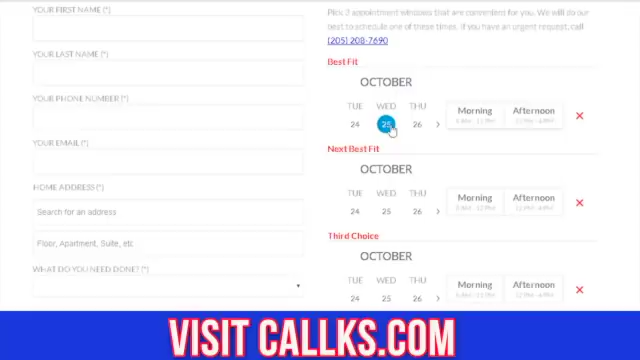 YOUR FIRST NAME (*)
YOUR LAST NAME (*)
YOUR PHONE NUMBER (*)
YOUR EMAIL (*)
HOME ADDRESS (*)
Search for an address
Floor, Apartment, Suite, etc
WHAT DO YOU NEED DONE? (*)
Pick 3 appointment windows that are convenient for you. We will do our
best to schedule one of these times. If you have an urgent request, call
(205) 208-7690
Best Fit
OCTOBER
TUE WED THU
24 25 26 >
Morning Afternoon
Next Best Fit
OCTOBER
TUE WED THU
24 25 26 >
Morning Afternoon
Third Choice
OCTOBER
TUE WED THU
24 25 26 >
Morning Afternoon
VISIT CALLKS.COM